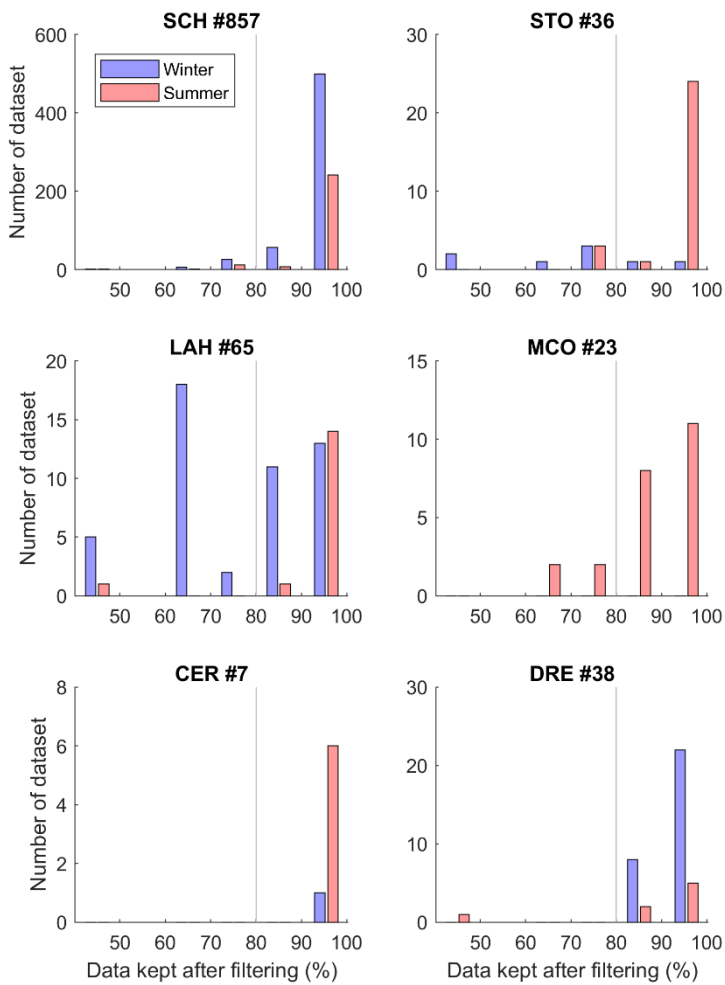 SCH #857
STO #36
Number of dataset
600
400
200
0
Winter
Summer
50 60 70 80 90 100
30
20
10
0
50 60 70 80 90 100
LAH #65
MCO #23
Number of dataset
20
15
10
5
0
50 60 70 80 90 100
15
10
5
0
50 60 70 80 90 100
CER #7
DRE #38
Number of dataset
8
6
4
2
0
50 60 70 80 90 100
Data kept after filtering (%)
30
20
10
0
50 60 70 80 90 100
Data kept after filtering (%)